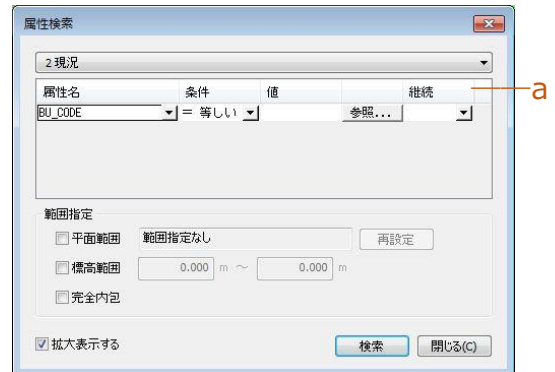 属性検索
2現況
属性名 条件 値 継続 a
BU_CODE = 等しい 参照...
範囲指定
平面範囲 範囲指定なし 再設定
標高範囲 0.000 m ～ 0.000 m
完全内包
拡大表示する 検索 閉じる(C)